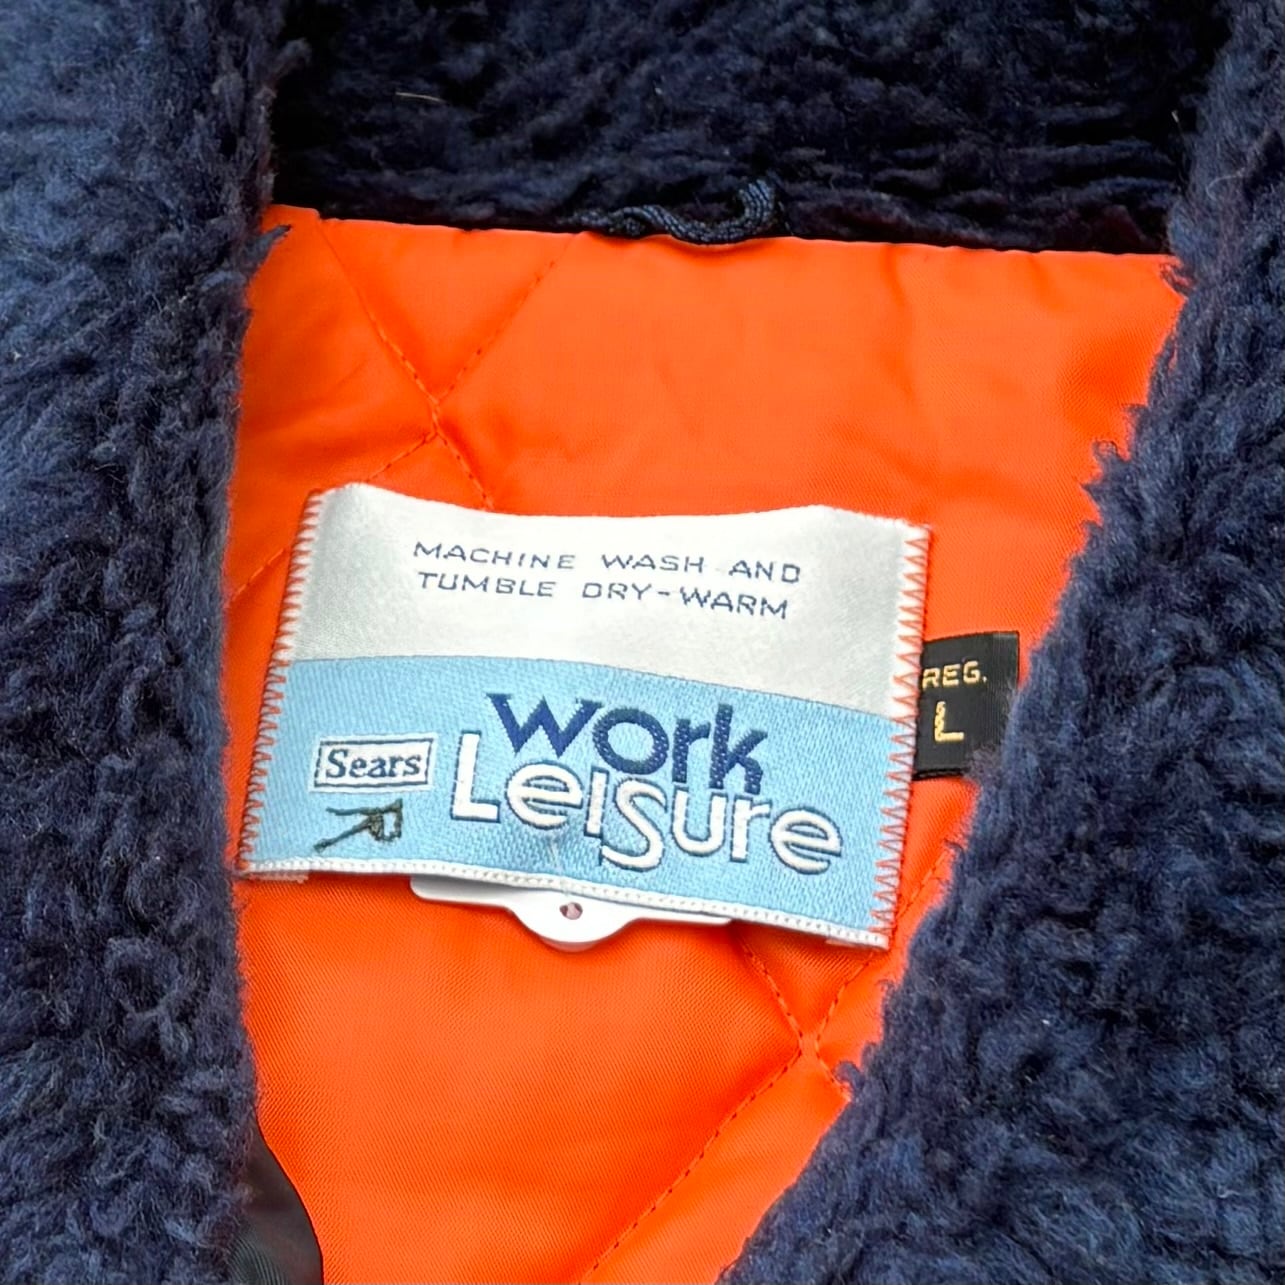 MACHINE WASH AND
TUMBLE DRY-WARM
Sears
work
Leisure
REG.
L
R